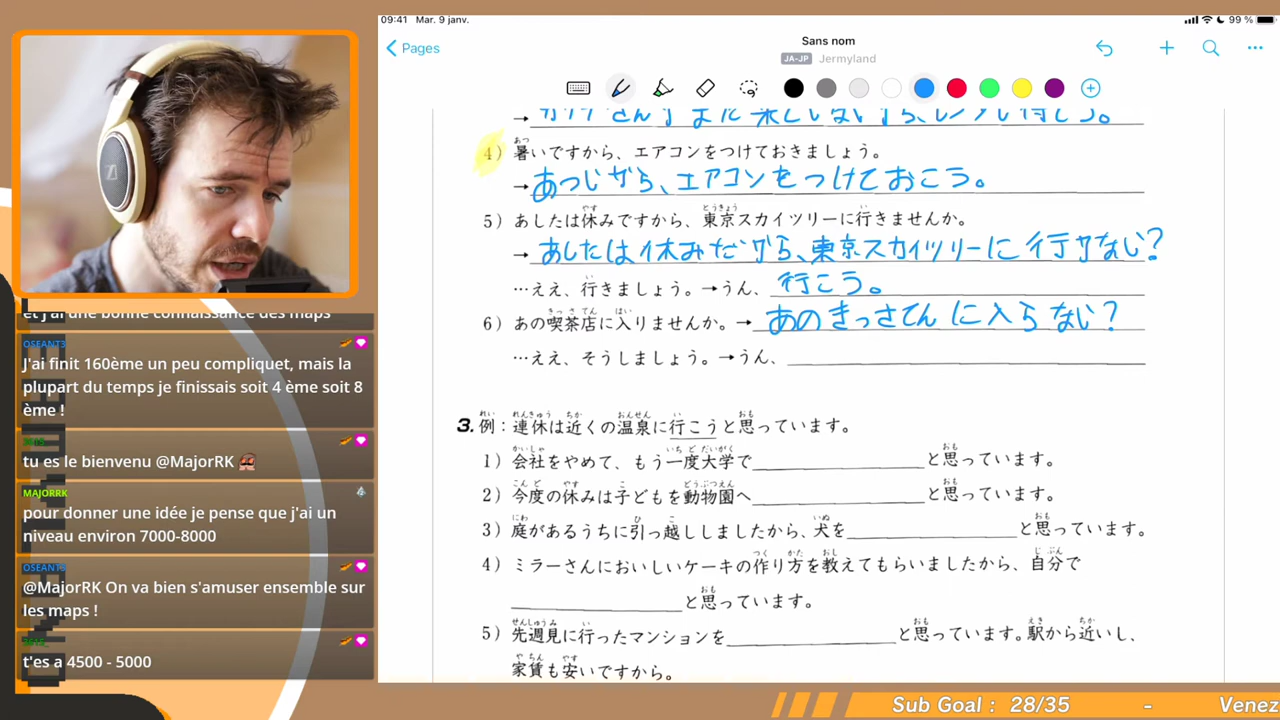 09:41 Mar. 9 janv.
99 %
Pages
Sans nom
JA-JP Jermyland
4) 暑いですから、エアコンをつけておきましょう。
→ あつじから、エアコンをつけておこう。
5) あしたは休みですから、東京スカイツリーに行きませんか。
→ あしたは休みだから、東京スカイツリーに行かない?
…ええ、行きましょう。→うん、行こう。
6) あの喫茶店に入りませんか。→ あのきっさてんに入らない?
…ええ、そうしましょう。→うん、
3. 例:連休は近くの温泉に行こうと思っています。
1) 会社をやめて、もう一度大学で と思っています。
2) 今度の休みは子どもを動物園へ と思っています。
3) 庭があるうちに引っ越ししましたから、犬を と思っています。
4) ミラーさんにおいしいケーキの作り方を教えてもらいましたから、自分で
と思っています。
5) 先週見に行ったマンションを と思っています。駅から近いし、
家賃も安いですから。
et j'ai une bonne connaissance des maps
OSEANT3
J'ai finit 160ème un peu compliquet, mais la
plupart du temps je finissais soit 4 ème soit 8
ème !
tu es le bienvenu @MajorRK
MAJORRK
pour donner une idée je pense que j'ai un
niveau environ 7000-8000
OSEANT3
@MajorRK On va bien s'amuser ensemble sur
les maps !
t'es a 4500 - 5000
Sub Goal : 28/35 - Venez